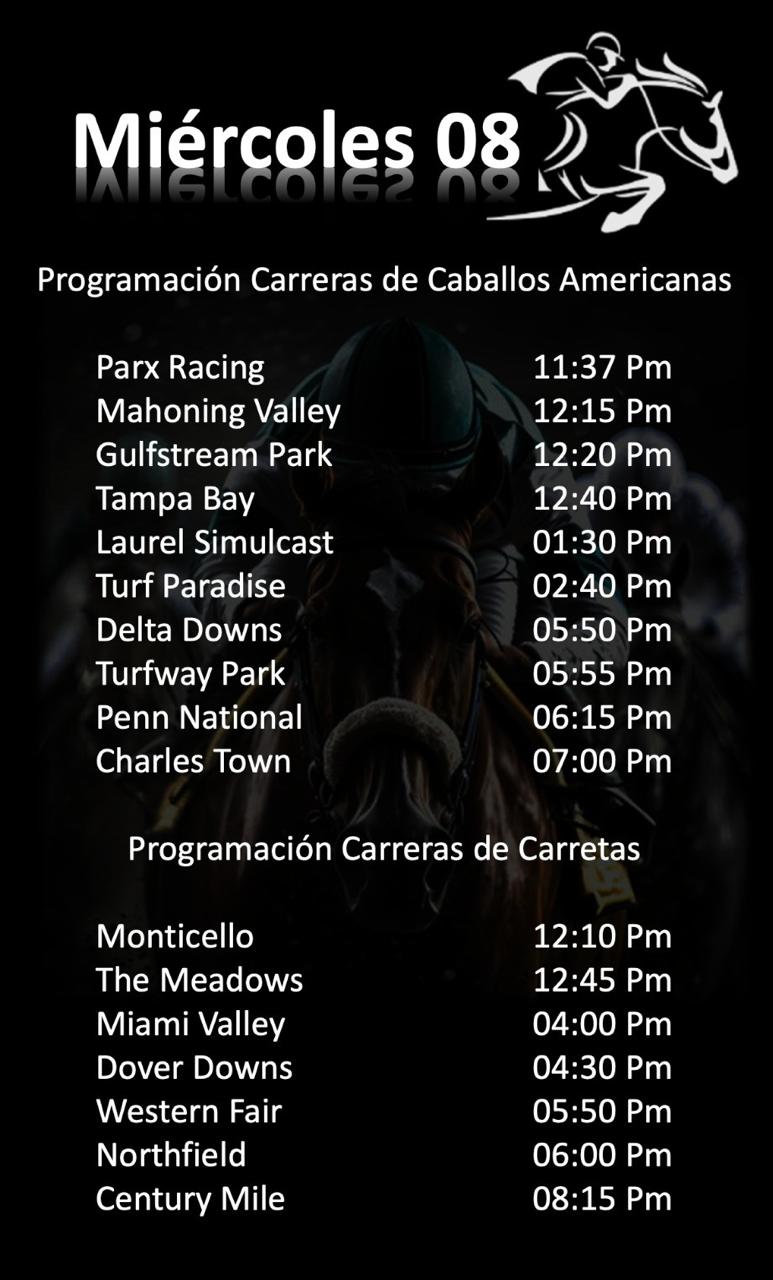 Miércoles 08
Programación Carreras de Caballos Americanas
Parx Racing 11:37 Pm
Mahoning Valley 12:15 Pm
Gulfstream Park 12:20 Pm
Tampa Bay 12:40 Pm
Laurel Simulcast 01:30 Pm
Turf Paradise 02:40 Pm
Delta Downs 05:50 Pm
Turfway Park 05:55 Pm
Penn National 06:15 Pm
Charles Town 07:00 Pm
Programación Carreras de Carretas
Monticello 12:10 Pm
The Meadows 12:45 Pm
Miami Valley 04:00 Pm
Dover Downs 04:30 Pm
Western Fair 05:50 Pm
Northfield 06:00 Pm
Century Mile 08:15 Pm